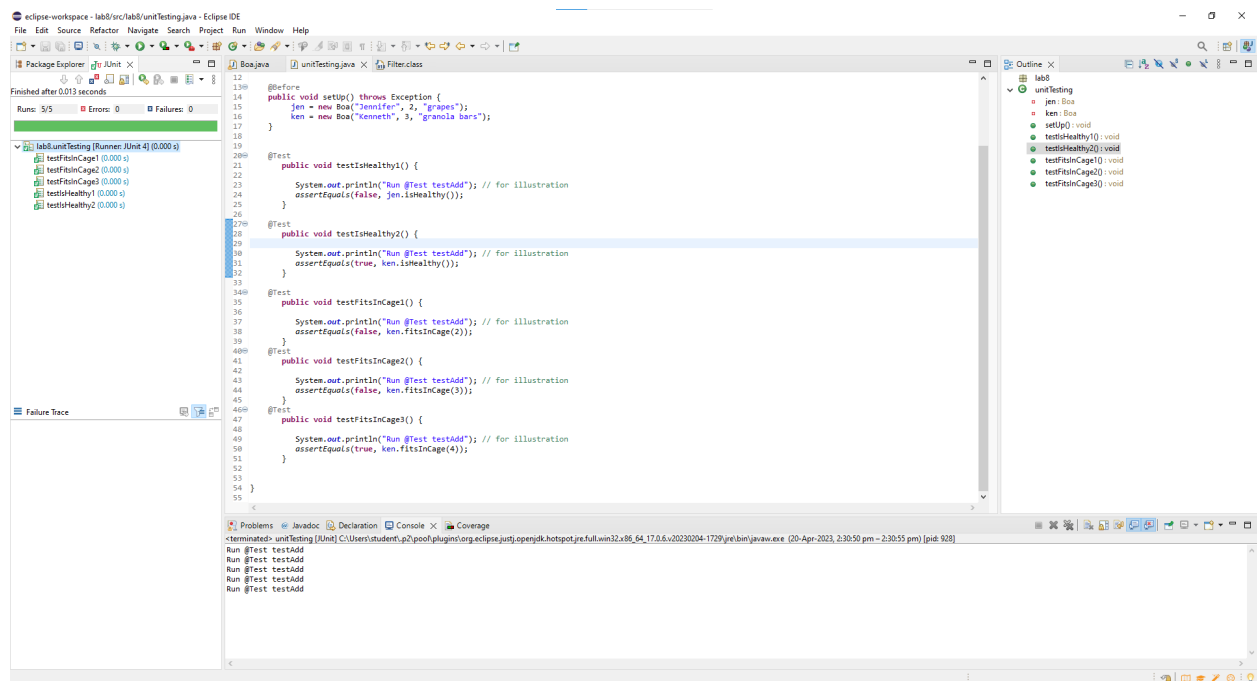 eclipse-workspace - lab8/src/lab8/unitTesting.java - Eclipse IDE
File Edit Source Refactor Navigate Search Project Run Window Help
Package Explorer JUnit
Finished after 0.013 seconds
Runs: 5/5 Errors: 0 Failures: 0
lab8.unitTesting [Runner: JUnit 4] (0.000 s)
testFitsInCage1 (0.000 s)
testFitsInCage2 (0.000 s)
testFitsInCage3 (0.000 s)
testIsHealthy1 (0.000 s)
testIsHealthy2 (0.000 s)
Failure Trace
Boa.java unitTesting.java Filter.class
12
13 @Before
14 public void setUp() throws Exception {
15 jen = new Boa("Jennifer", 2, "grapes");
16 ken = new Boa("Kenneth", 3, "granola bars");
17 }
18
19
20 @Test
21 public void testIsHealthy1() {
22
23 System.out.println("Run @Test testAdd"); // for illustration
24 assertEquals(false, jen.isHealthy());
25 }
26
27 @Test
28 public void testIsHealthy2() {
29
30 System.out.println("Run @Test testAdd"); // for illustration
31 assertEquals(true, ken.isHealthy());
32 }
33
34 @Test
35 public void testFitsInCage1() {
36
37 System.out.println("Run @Test testAdd"); // for illustration
38 assertEquals(false, ken.fitsInCage(2));
39 }
40 @Test
41 public void testFitsInCage2() {
42
43 System.out.println("Run @Test testAdd"); // for illustration
44 assertEquals(false, ken.fitsInCage(3));
45 }
46 @Test
47 public void testFitsInCage3() {
48
49 System.out.println("Run @Test testAdd"); // for illustration
50 assertEquals(true, ken.fitsInCage(4));
51 }
52
53
54 }
55
Outline
lab8
unitTesting
jen : Boa
ken : Boa
setUp() : void
testIsHealthy1() : void
testIsHealthy2() : void
testFitsInCage1() : void
testFitsInCage2() : void
testFitsInCage3() : void
Problems Javadoc Declaration Console Coverage
<terminated> unitTesting [JUnit] C:\Users\student\.p2\pool\plugins\org.eclipse.justj.openjdk.hotspot.jre.full.win32.x86_64_17.0.6.v20230204-1729\jre\bin\javaw.exe (20-Apr-2023, 2:30:50 pm – 2:30:55 pm) [pid: 928]
Run @Test testAdd
Run @Test testAdd
Run @Test testAdd
Run @Test testAdd
Run @Test testAdd